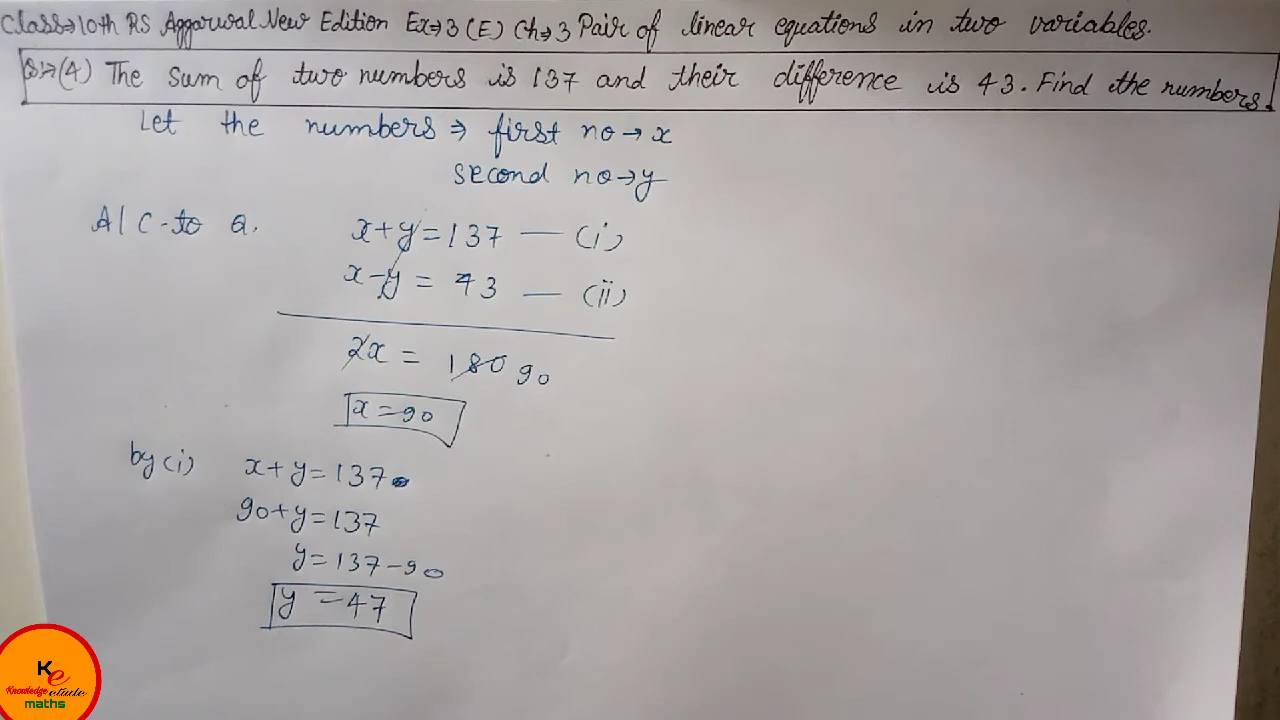 Class→10th RS Aggarwal New Edition Ex→3(E) Ch→3 Pair of linear equations in two variables.
Q:→(4) The sum of two numbers is 137 and their difference is 43. Find the numbers.
Let the numbers ⇒ first no→x
second no→y
A/C-to Q.
x+y=137 — (i)
x-y = 43 — (ii)
2x = 180 90
x=90
by(i) x+y=137
90+y=137
y=137-90
y=47
Ke
Knowledge etiate
maths